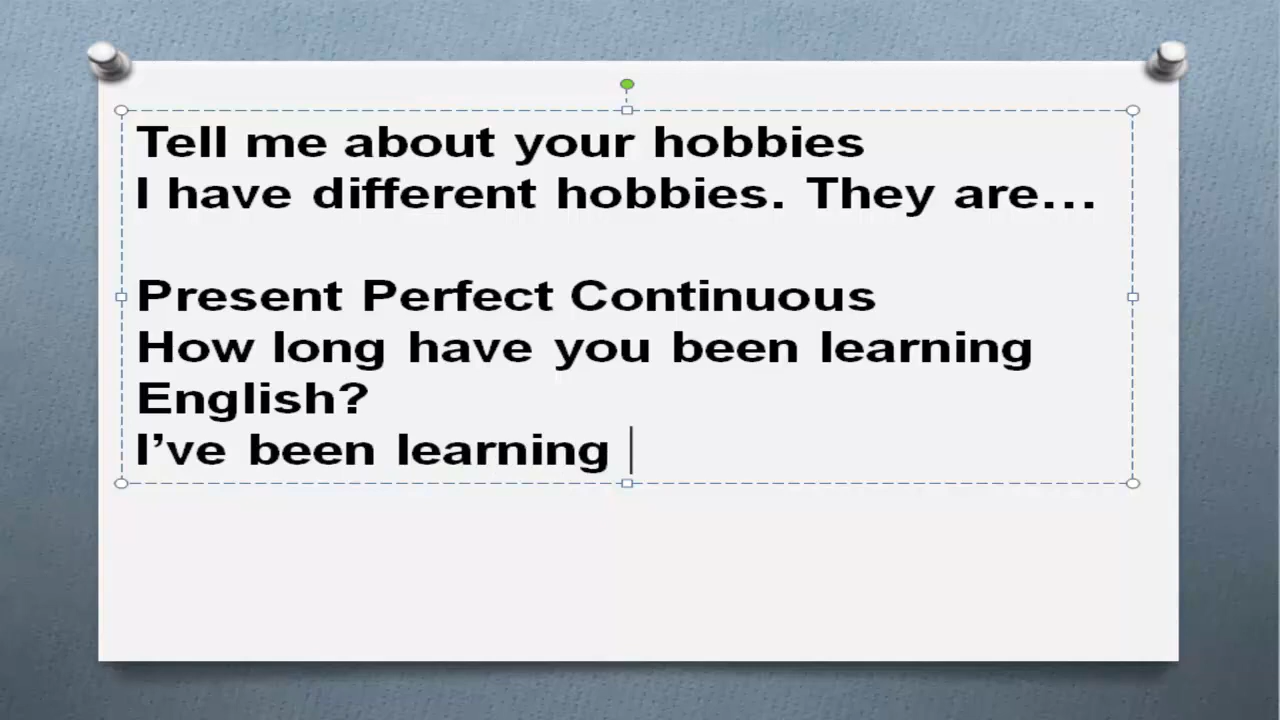 Tell me about your hobbies
I have different hobbies. They are...
Present Perfect Continuous
How long have you been learning
English?
I’ve been learning